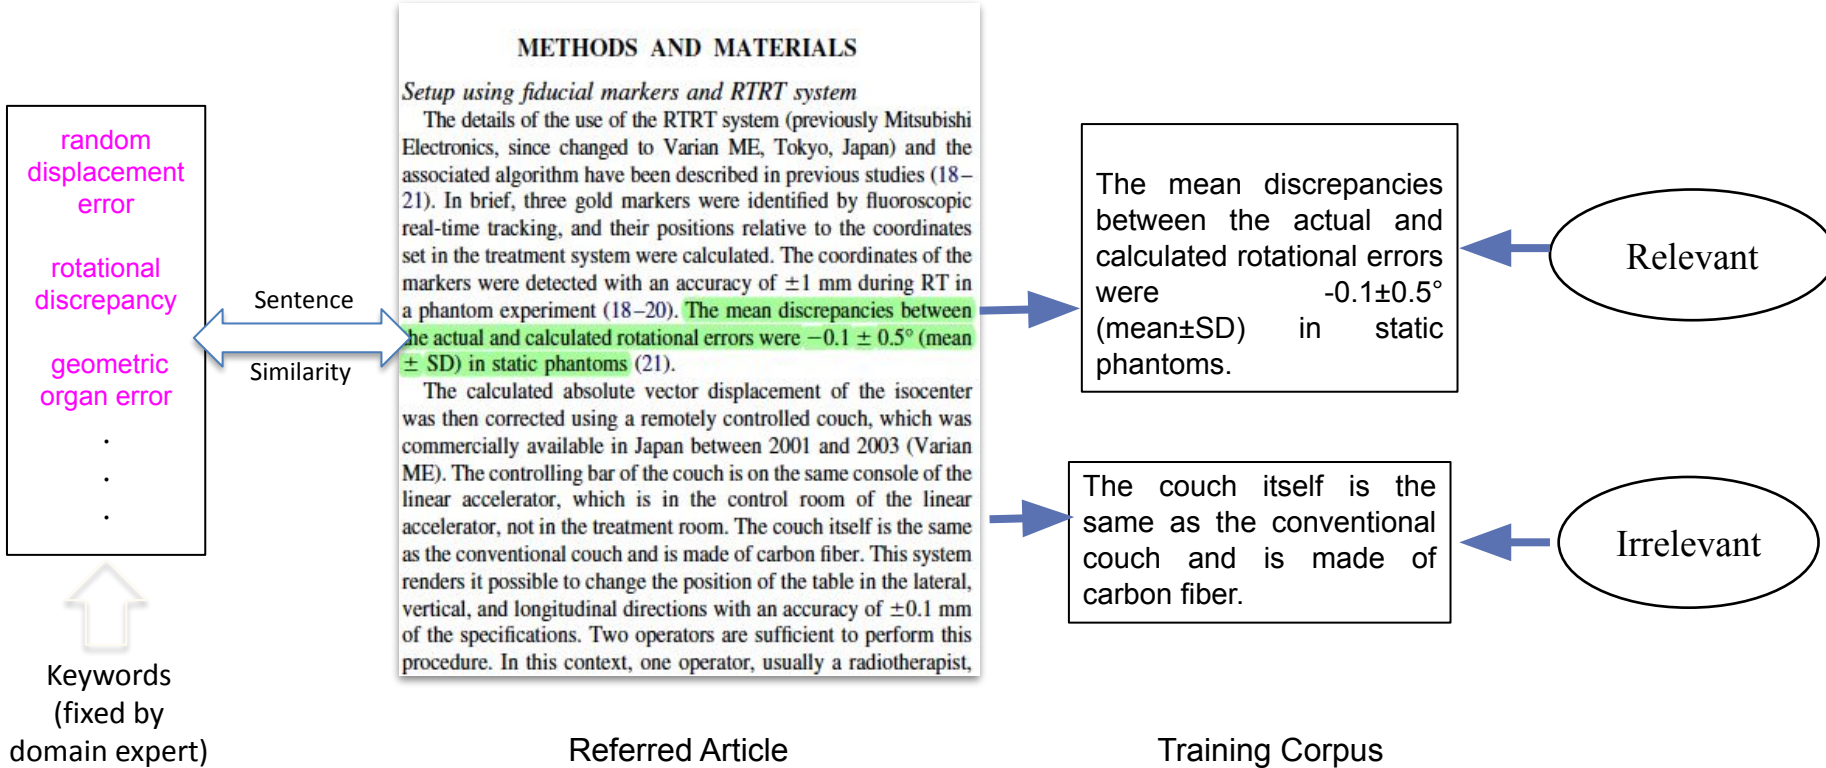 random
displacement
error
rotational
discrepancy
geometric
organ error
.
.
.
Keywords
(fixed by
domain expert)
Sentence
Similarity
METHODS AND MATERIALS
Setup using fiducial markers and RTRT system
The details of the use of the RTRT system (previously Mitsubishi
Electronics, since changed to Varian ME, Tokyo, Japan) and the
associated algorithm have been described in previous studies (18–
21). In brief, three gold markers were identified by fluoroscopic
real-time tracking, and their positions relative to the coordinates
set in the treatment system were calculated. The coordinates of the
markers were detected with an accuracy of ±1 mm during RT in
a phantom experiment (18–20). The mean discrepancies between
the actual and calculated rotational errors were −0.1 ± 0.5° (mean
± SD) in static phantoms (21).
The calculated absolute vector displacement of the isocenter
was then corrected using a remotely controlled couch, which was
commercially available in Japan between 2001 and 2003 (Varian
ME). The controlling bar of the couch is on the same console of the
linear accelerator, which is in the control room of the linear
accelerator, not in the treatment room. The couch itself is the same
as the conventional couch and is made of carbon fiber. This system
renders it possible to change the position of the table in the lateral,
vertical, and longitudinal directions with an accuracy of ±0.1 mm
of the specifications. Two operators are sufficient to perform this
procedure. In this context, one operator, usually a radiotherapist,
Referred Article
The mean discrepancies
between the actual and
calculated rotational errors
were -0.1±0.5°
(mean±SD) in static
phantoms.
Relevant
The couch itself is the
same as the conventional
couch and is made of
carbon fiber.
Irrelevant
Training Corpus